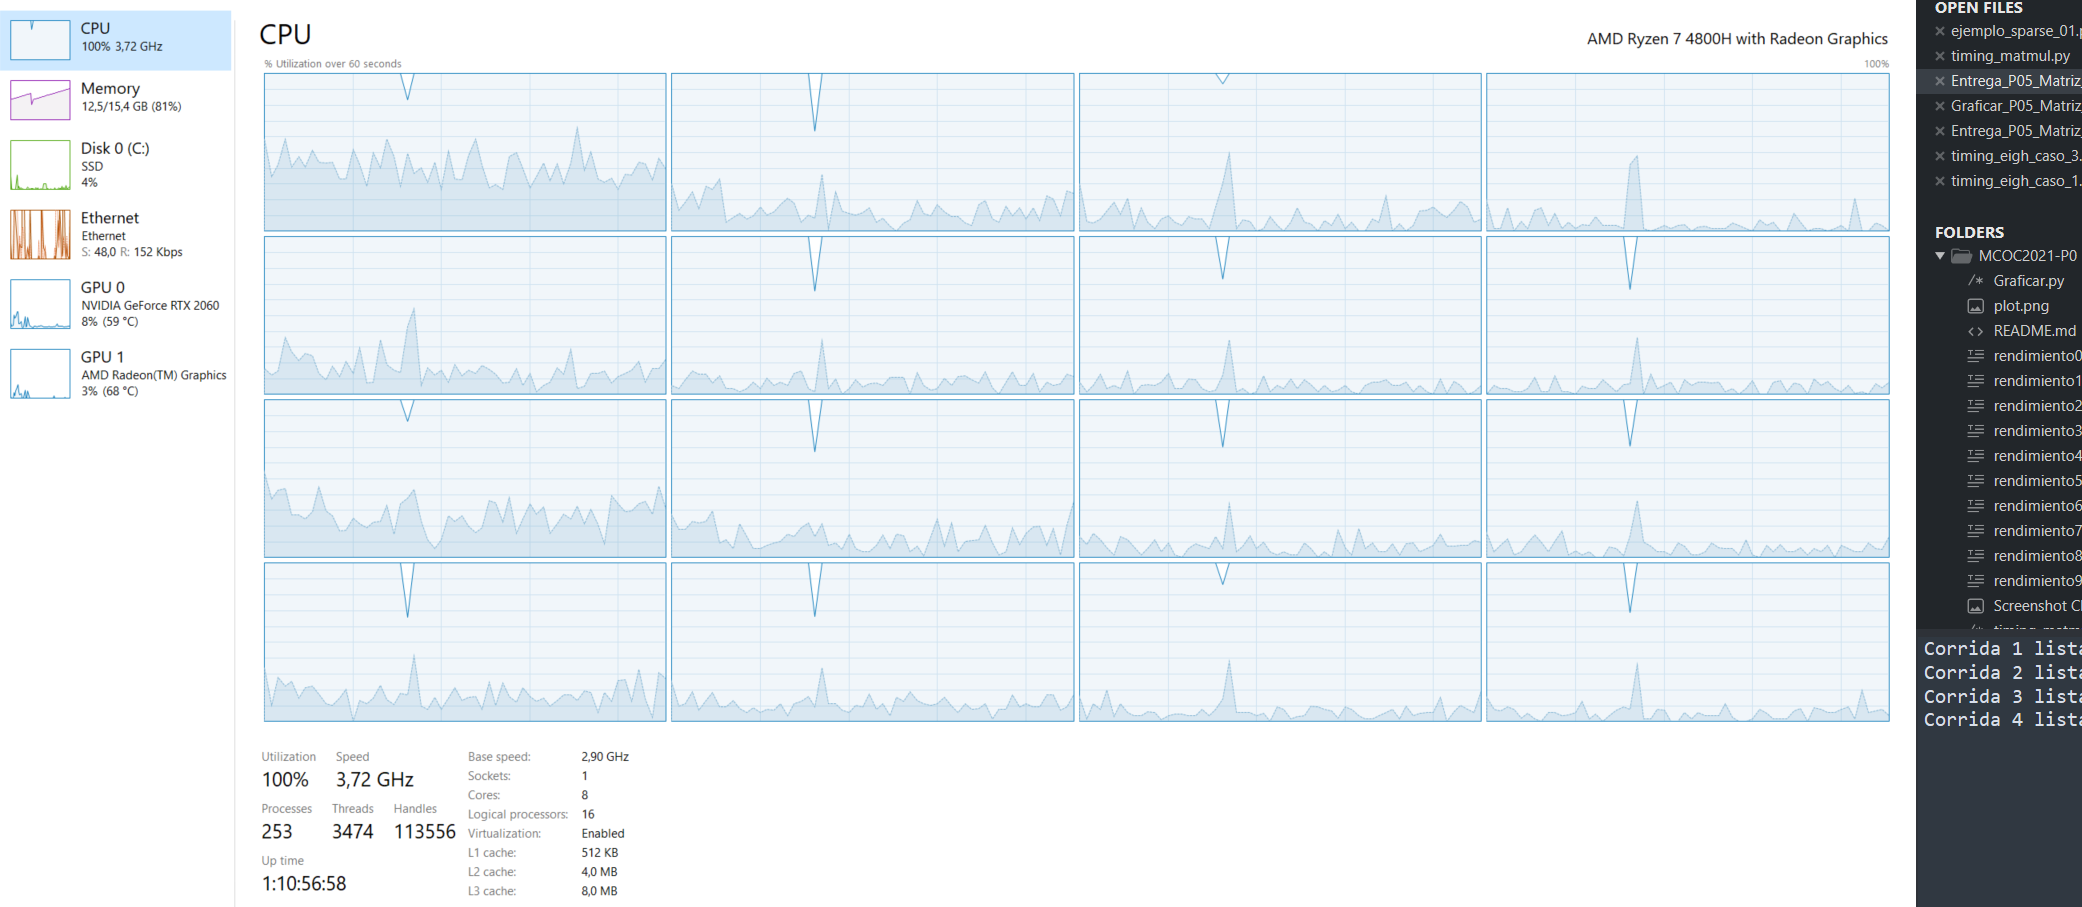 CPU
100% 3,72 GHz
Memory
12,5/15,4 GB (81%)
Disk 0 (C:)
SSD
4%
Ethernet
Ethernet
S: 48,0 R: 152 Kbps
GPU 0
NVIDIA GeForce RTX 2060
8% (59 °C)
GPU 1
AMD Radeon(TM) Graphics
3% (68 °C)
CPU
AMD Ryzen 7 4800H with Radeon Graphics
% Utilization over 60 seconds
100%
Utilization
Speed
100%
3,72 GHz
Processes
Threads
Handles
253
3474
113556
Up time
1:10:56:58
Base speed:
2,90 GHz
Sockets:
1
Cores:
8
Logical processors:
16
Virtualization:
Enabled
L1 cache:
512 KB
L2 cache:
4,0 MB
L3 cache:
8,0 MB
OPEN FILES
ejemplo_sparse_01.
timing_matmul.py
Entrega_P05_Matriz_
Graficar_P05_Matriz_
Entrega_P05_Matriz_
timing_eigh_caso_3.
timing_eigh_caso_1.
FOLDERS
MCOC2021-P0
Graficar.py
plot.png
README.md
rendimiento0
rendimiento1
rendimiento2
rendimiento3
rendimiento4
rendimiento5
rendimiento6
rendimiento7
rendimiento8
rendimiento9
Screenshot
Corrida 1 lista
Corrida 2 lista
Corrida 3 lista
Corrida 4 lista